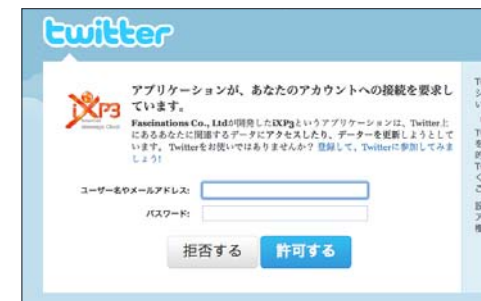 twitter
アプリケーションが、あなたのアカウントへの接続を要求し
ています。
iXP3
Fascinations Co., Ltdが開発したiXP3というアプリケーションは、Twitter上
にあるあなたに関連するデータにアクセスしたり、データーを更新しようとして
います。 Twitterをお使いではありませんか？ 登録して、Twitterに参加してみま
しょう!
ユーザー名やメールアドレス:
パスワード:
拒否する 許可する